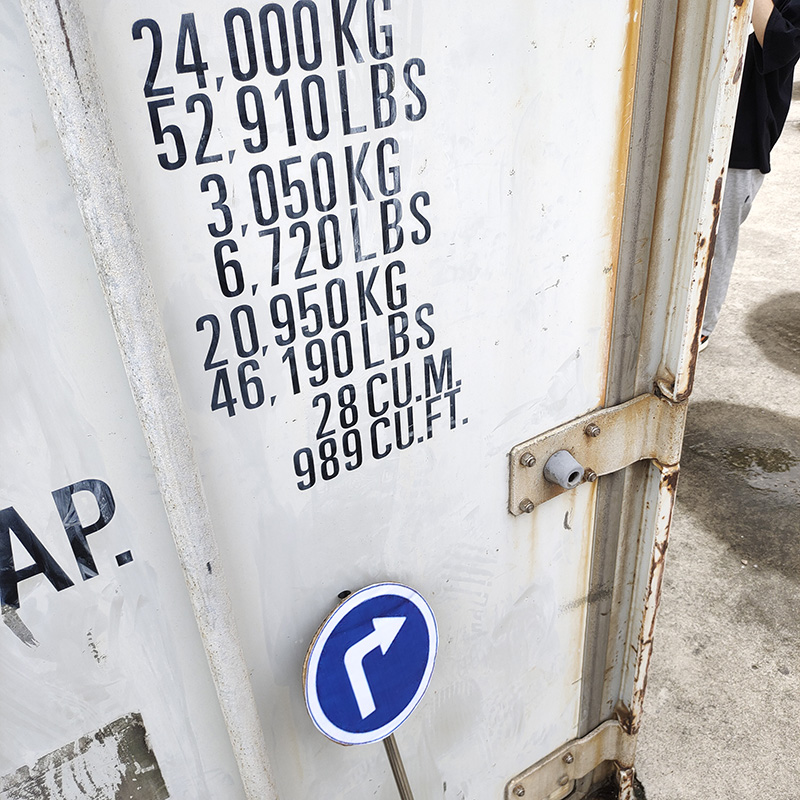 24,000 KG
52,910 LBS
3,050 KG
6,720 LBS
20,950 KG
46,190 LBS
28 CU.M.
989 CU.FT.
AP.